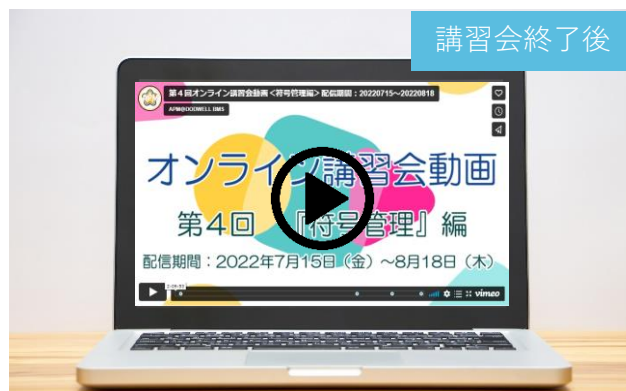 講習会終了後
第4回オンライン講習会動画<符号管理編>配信期間:20220715~20220818
APM@DODWELL BMS
オンライン講習会動画
第4回 『符号管理』編
配信期間:2022年7月15日(金)~8月18日(木)
vimeo